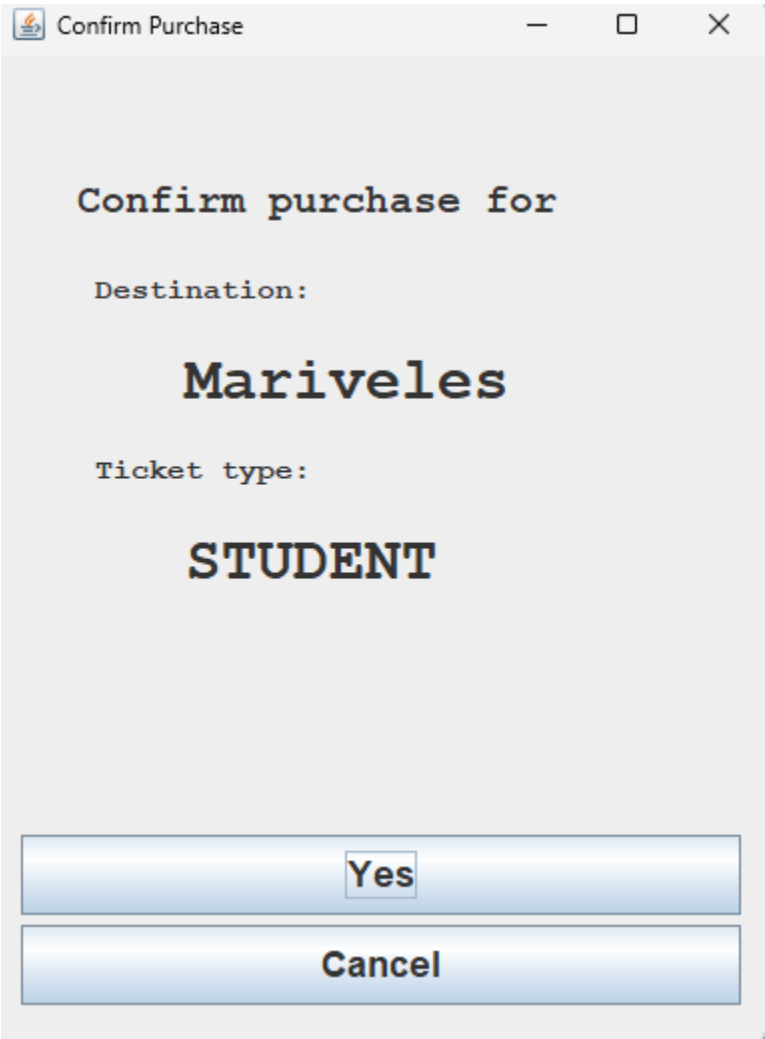 Confirm Purchase
Confirm purchase for
Destination:
Mariveles
Ticket type:
STUDENT
Yes
Cancel